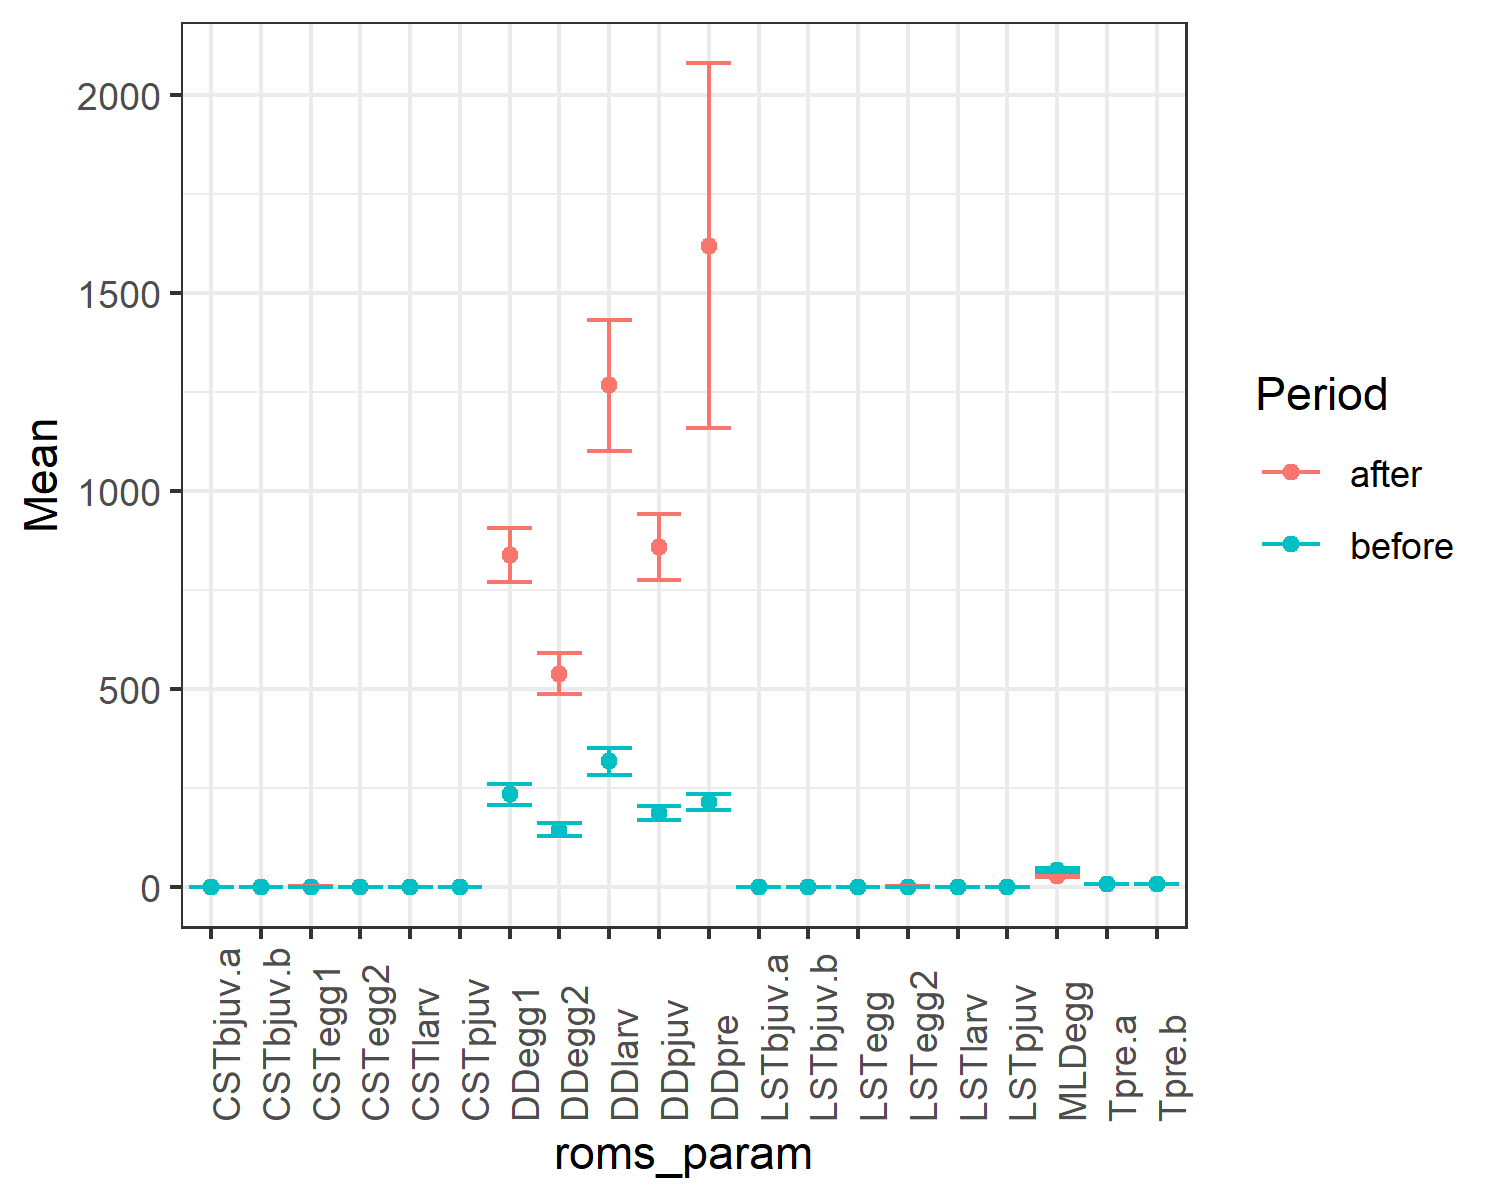 2000
1500
1000
500
0
Mean
CSTbjuv.a
CSTbjuv.b
CSTegg1
CSTegg2
CSTlarv
CSTpjuv
DDegg1
DDegg2
DDlarv
DDpjuv
DDpre
LSTbjuv.a
LSTbjuv.b
LSTegg
LSTegg2
LSTlarv
LSTpjuv
MLDegg
Tpre.a
Tpre.b
roms_param
Period
after
before